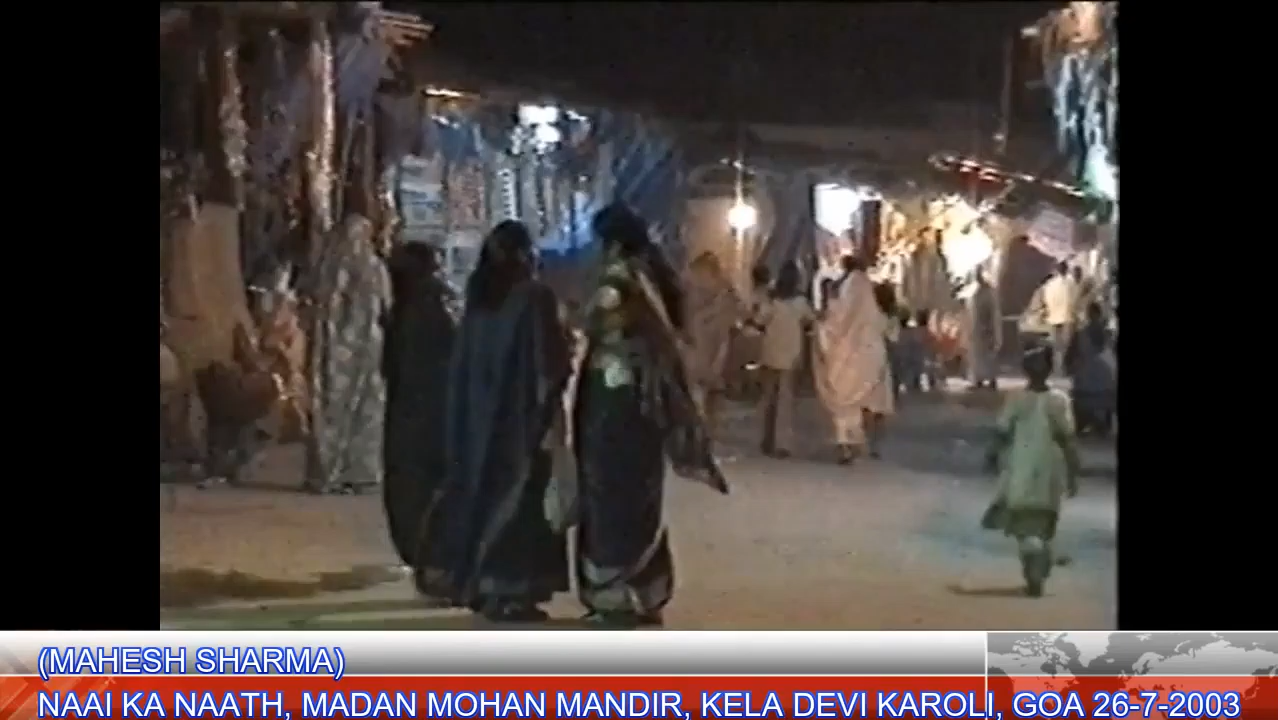 (MAHESH SHARMA)
NAAI KA NAATH, MADAN MOHAN MANDIR, KELA DEVI KAROLI, GOA 26-7-2003